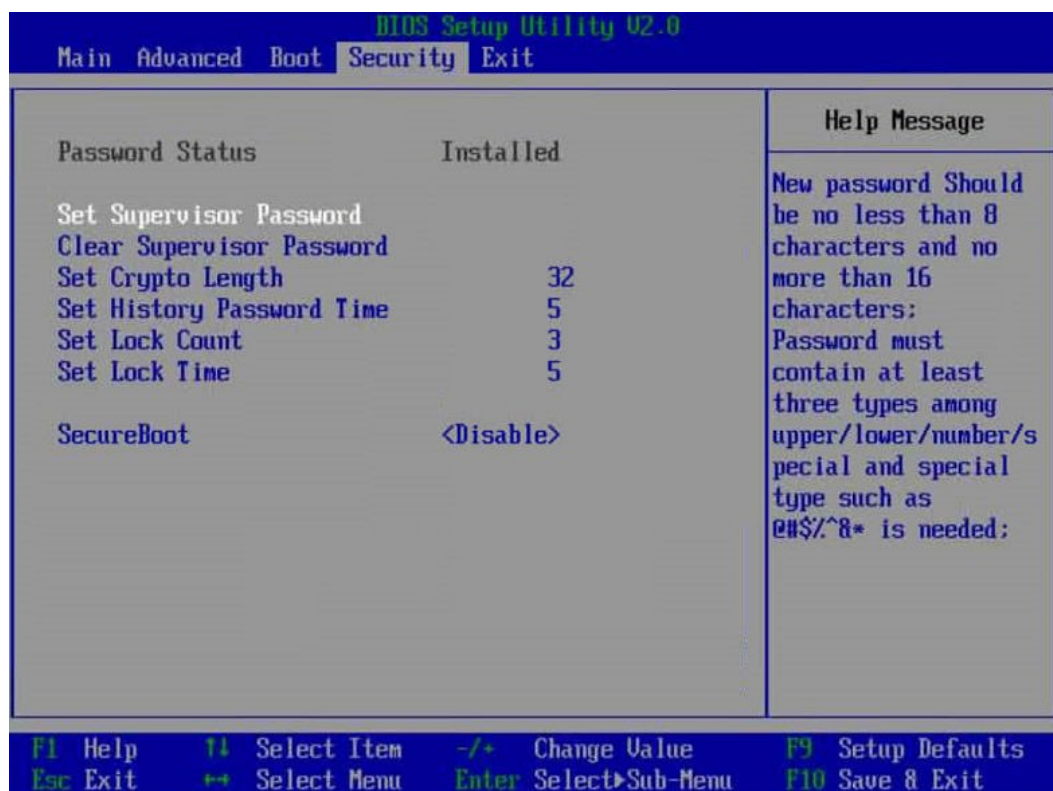 BIOS Setup Utility V2.0
Main Advanced Boot Security Exit
Password Status Installed
Set Supervisor Password
Clear Supervisor Password
Set Crypto Length 32
Set History Password Time 5
Set Lock Count 3
Set Lock Time 5
SecureBoot <Disable>
Help Message
New password Should
be no less than 8
characters and no
more than 16
characters;
Password must
contain at least
three types among
upper/lower/number/s
pecial and special
type such as
@#$%^&* is needed;
F1 Help ↑↓ Select Item -/+ Change Value F9 Setup Defaults
Esc Exit ←→ Select Menu Enter Select▶Sub-Menu F10 Save & Exit